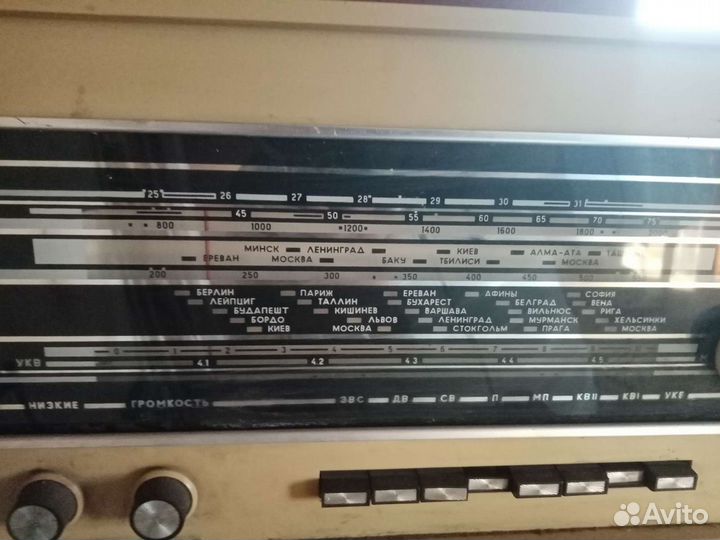 25 26 27 28 29 30 31
45 50 55 60 65 70 75
800 1000 1200 1400 1600 1800
МИНСК ЛЕНИНГРАД КИЕВ АЛМА-АТА
ЕРЕВАН МОСКВА БАКУ ТБИЛИСИ МОСКВА
200 250 300 350 400 450 500
БЕРЛИН ПАРИЖ ЕРЕВАН АФИНЫ СОФИЯ
ЛЕЙПЦИГ ТАЛЛИН БУХАРЕСТ БЕЛГРАД ВЕНА
БУДАПЕШТ КИШИНЕВ ВАРШАВА ВИЛЬНЮС РИГА
БОРДО ЛЬВОВ ЛЕНИНГРАД МУРМАНСК ХЕЛЬСИНКИ
КИЕВ МОСКВА СТОКГОЛЬМ ПРАГА МОСКВА
0 1 2 3 4 5 6 7 8
УКВ 4.1 4.2 4.3 4.4 4.5 М
НИЗКИЕ ГРОМКОСТЬ ЗВС ДВ СВ П МП КВ II КВ I УКВ
Avito